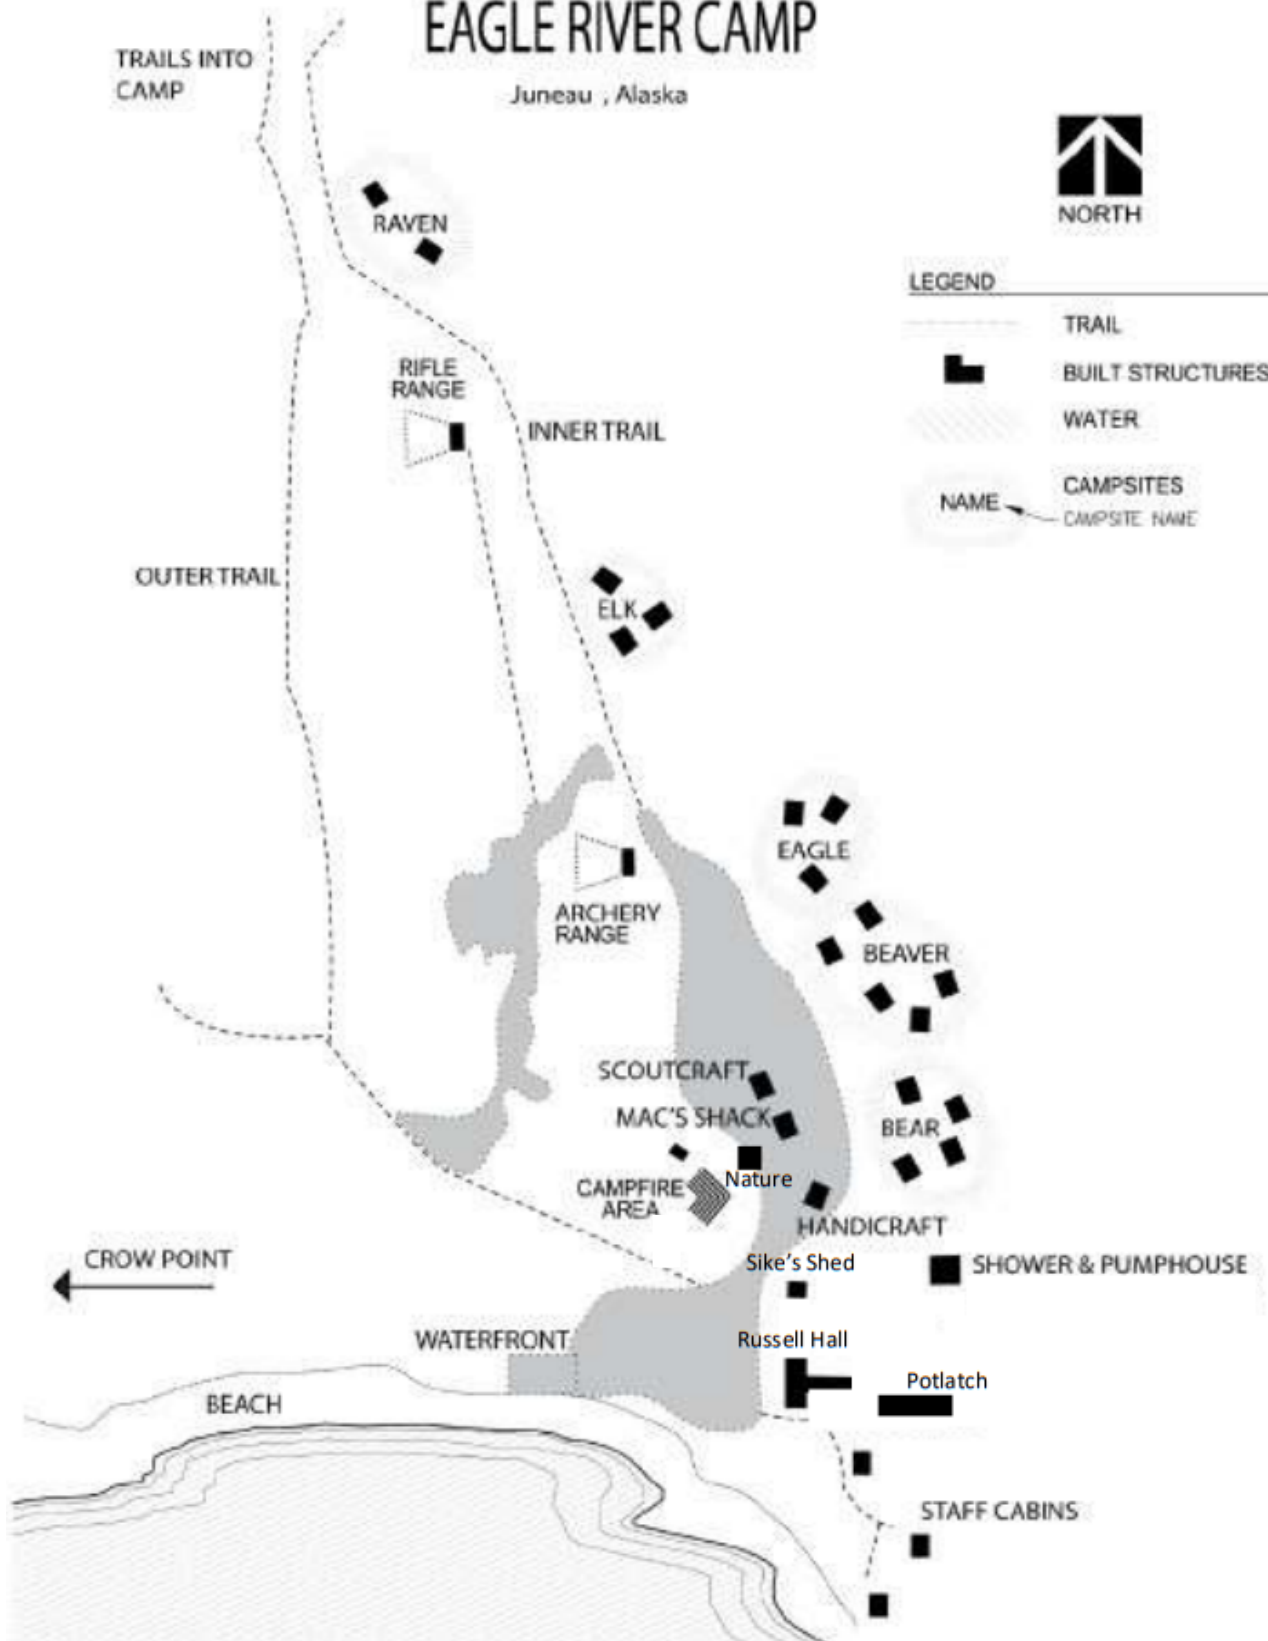 EAGLE RIVER CAMP
Juneau , Alaska
TRAILS INTO
CAMP
NORTH
RAVEN
LEGEND
TRAIL
BUILT STRUCTURES
WATER
NAME
CAMPSITES
CAMPSITE NAME
RIFLE
RANGE
INNER TRAIL
OUTER TRAIL
ELK
EAGLE
ARCHERY
RANGE
BEAVER
SCOUTCRAFT
MAC'S SHACK
BEAR
Nature
CAMPFIRE
AREA
HANDICRAFT
CROW POINT
Sike's Shed
SHOWER & PUMPHOUSE
WATERFRONT
Russell Hall
Potlatch
BEACH
STAFF CABINS